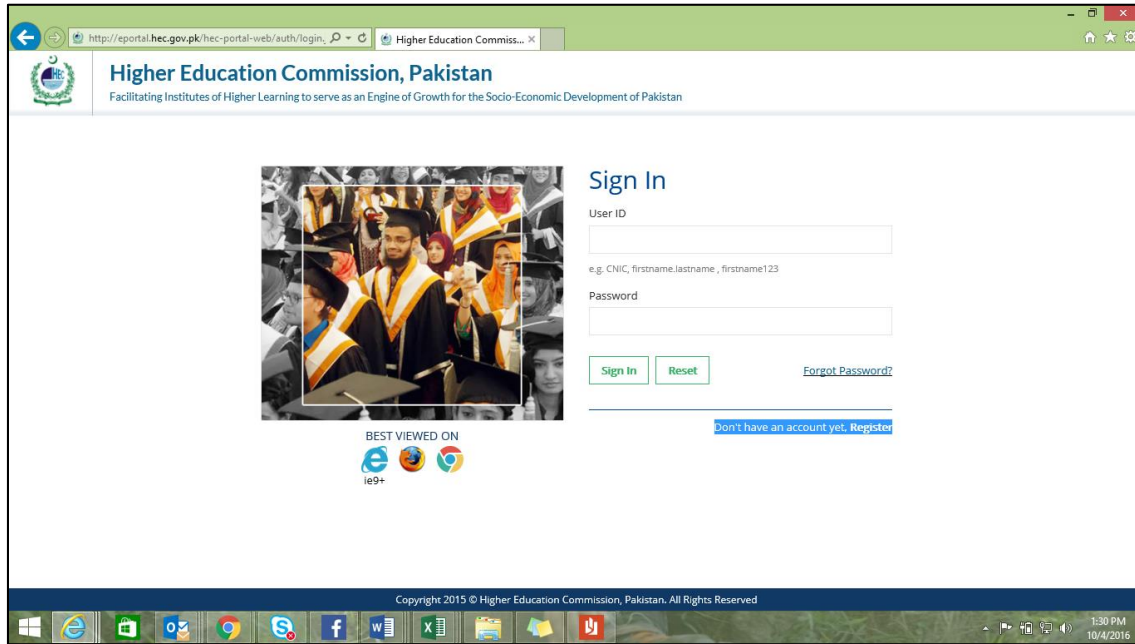 http://eportal.hec.gov.pk/hec-portal-web/auth/login.
Higher Education Commiss...
HEC
Higher Education Commission, Pakistan
Facilitating Institutes of Higher Learning to serve as an Engine of Growth for the Socio-Economic Development of Pakistan
Sign In
User ID
e.g. CNIC, firstname.lastname , firstname123
Password
Sign In Reset Forgot Password?
Don't have an account yet, Register
BEST VIEWED ON
ie9+
Copyright 2015 © Higher Education Commission, Pakistan. All Rights Reserved
1:30 PM
10/4/2016